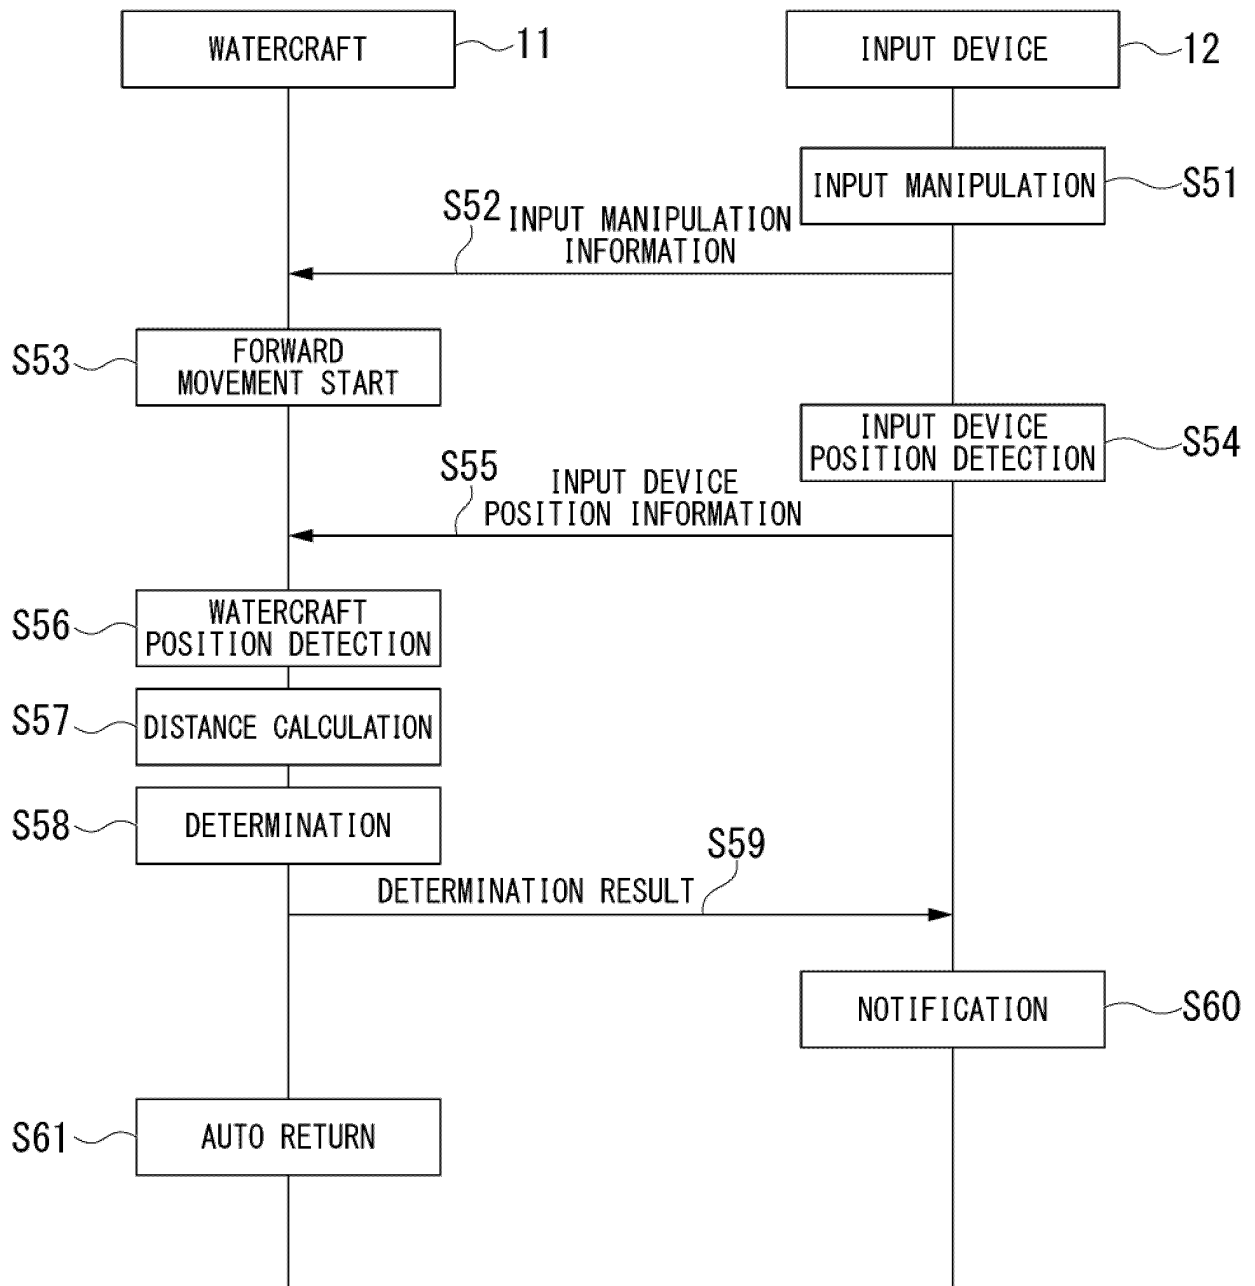 WATERCRAFT
11
INPUT DEVICE
12
INPUT MANIPULATION
S51
S52
INPUT MANIPULATION
INFORMATION
S53
FORWARD
MOVEMENT START
INPUT DEVICE
POSITION DETECTION
S54
S55
INPUT DEVICE
POSITION INFORMATION
S56
WATERCRAFT
POSITION DETECTION
S57
DISTANCE CALCULATION
S58
DETERMINATION
S59
DETERMINATION RESULT
NOTIFICATION
S60
S61
AUTO RETURN